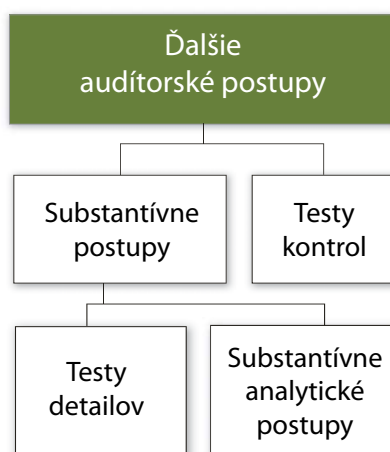 Ďalšie
audítorské postupy
Substantívne
postupy
Testy
kontrol
Testy
detailov
Substantívne
analytické
postupy